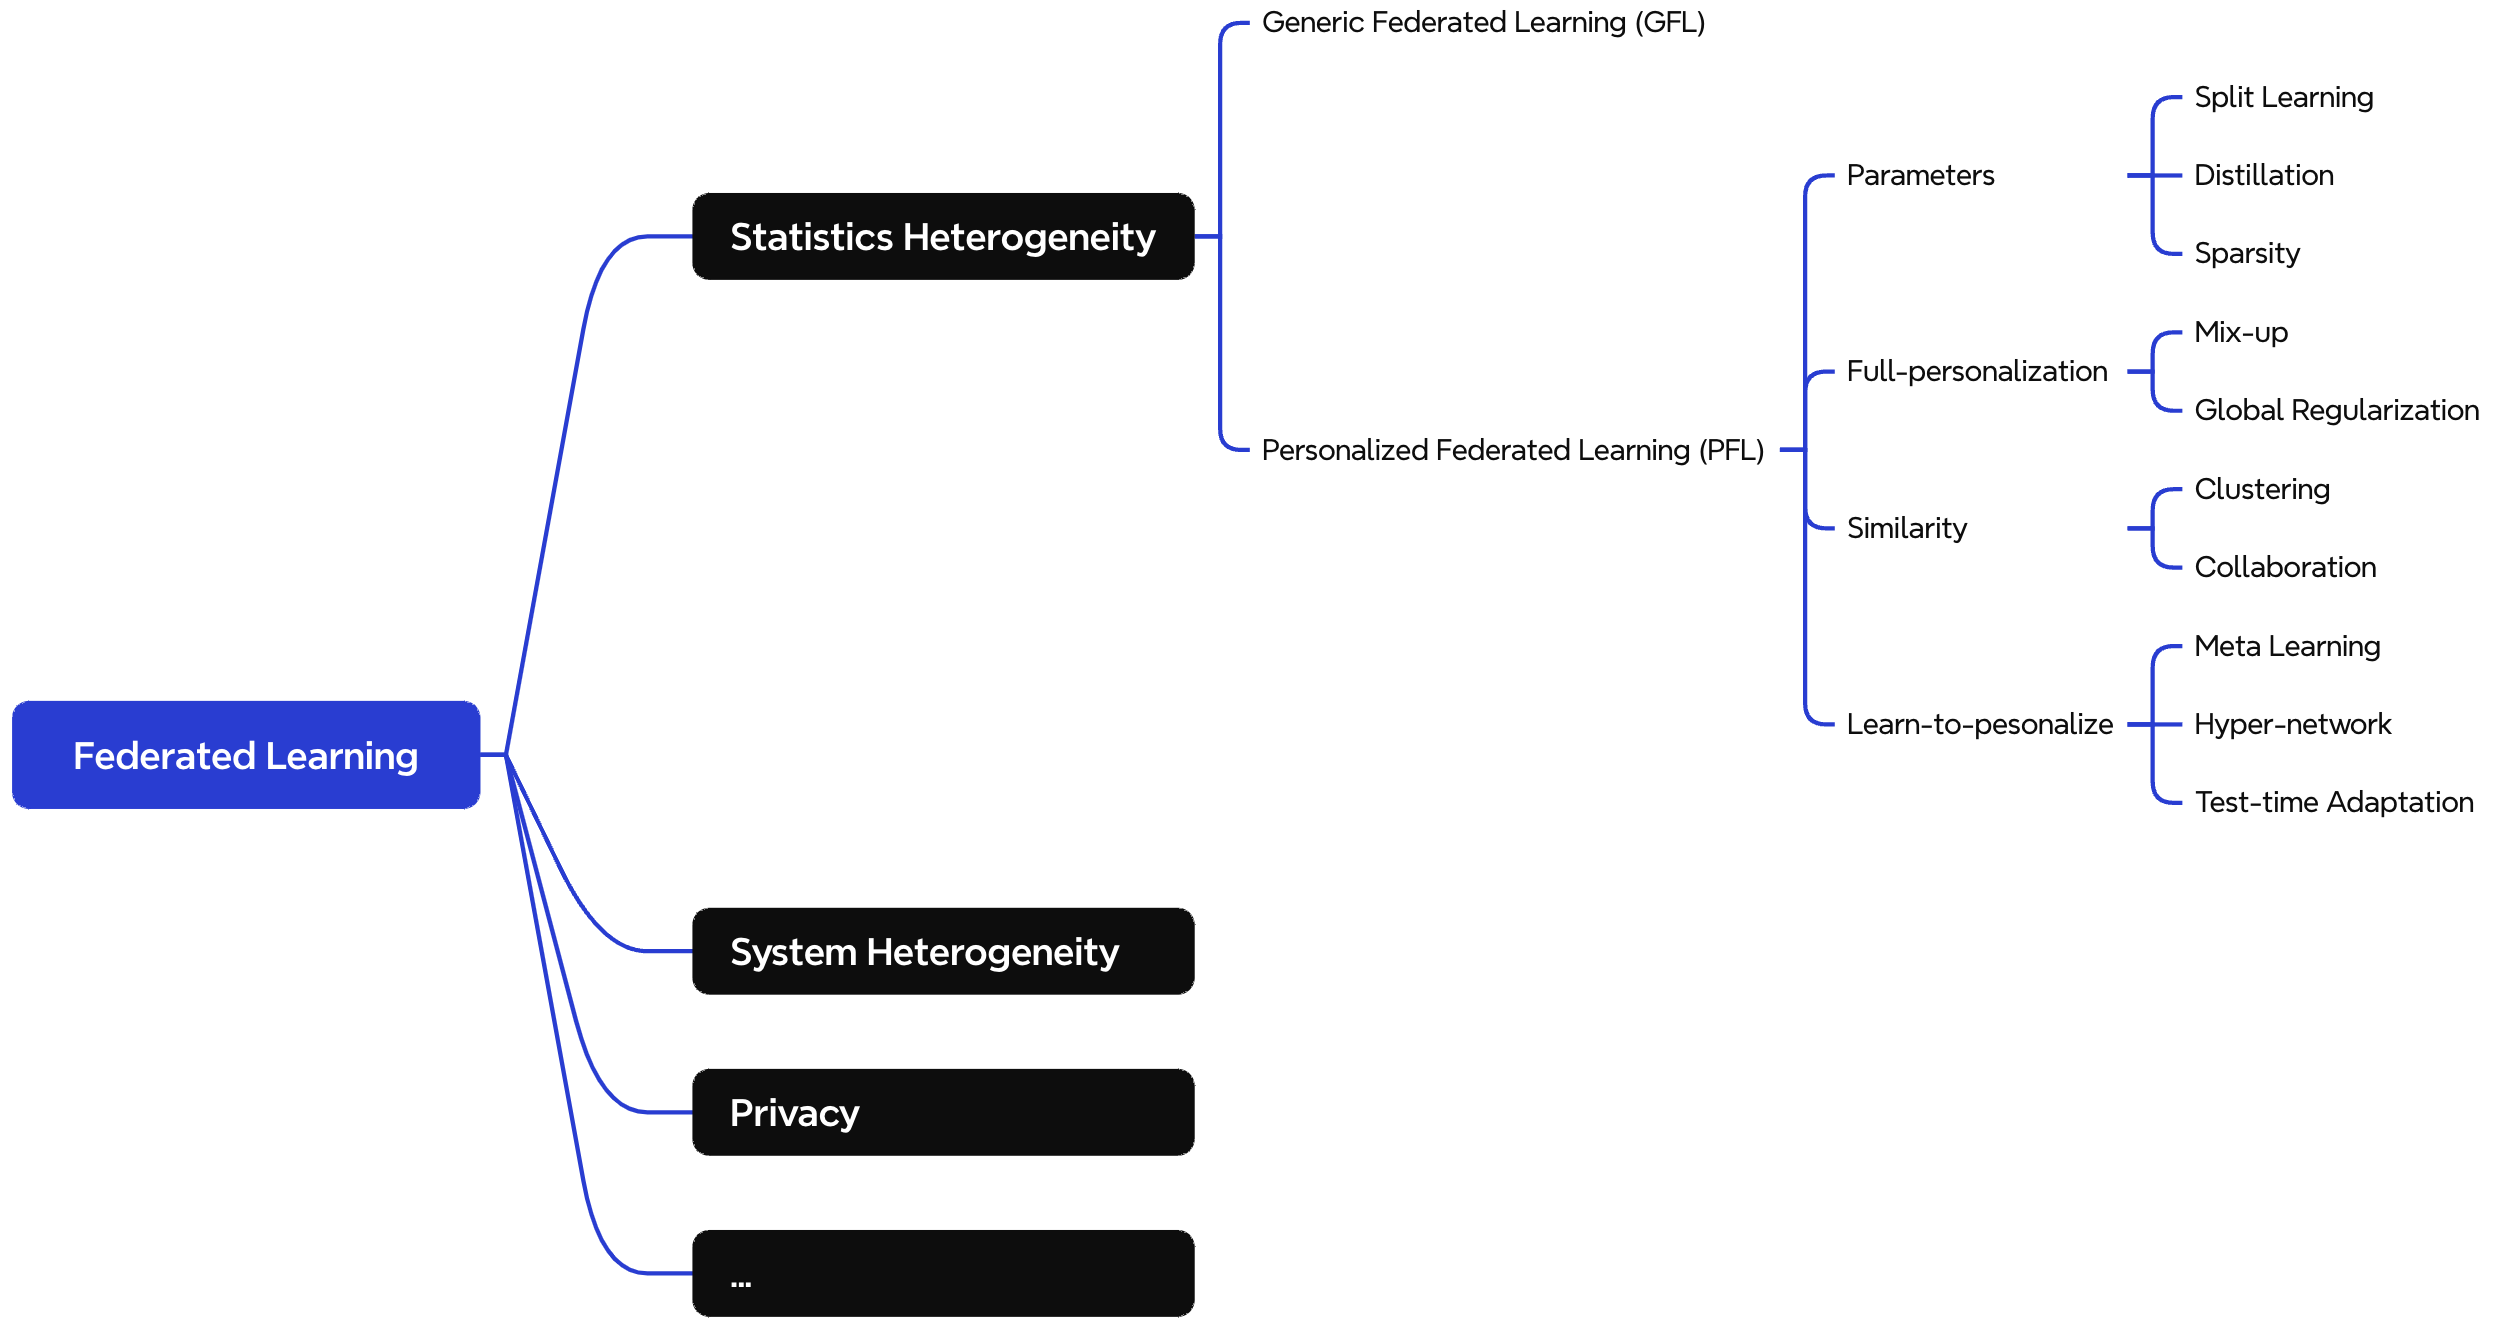 Federated Learning
Statistics Heterogeneity
Generic Federated Learning (GFL)
Personalized Federated Learning (PFL)
Parameters
Split Learning
Distillation
Sparsity
Full-personalization
Mix-up
Global Regularization
Similarity
Clustering
Collaboration
Learn-to-pesonalize
Meta Learning
Hyper-network
Test-time Adaptation
System Heterogeneity
Privacy
...